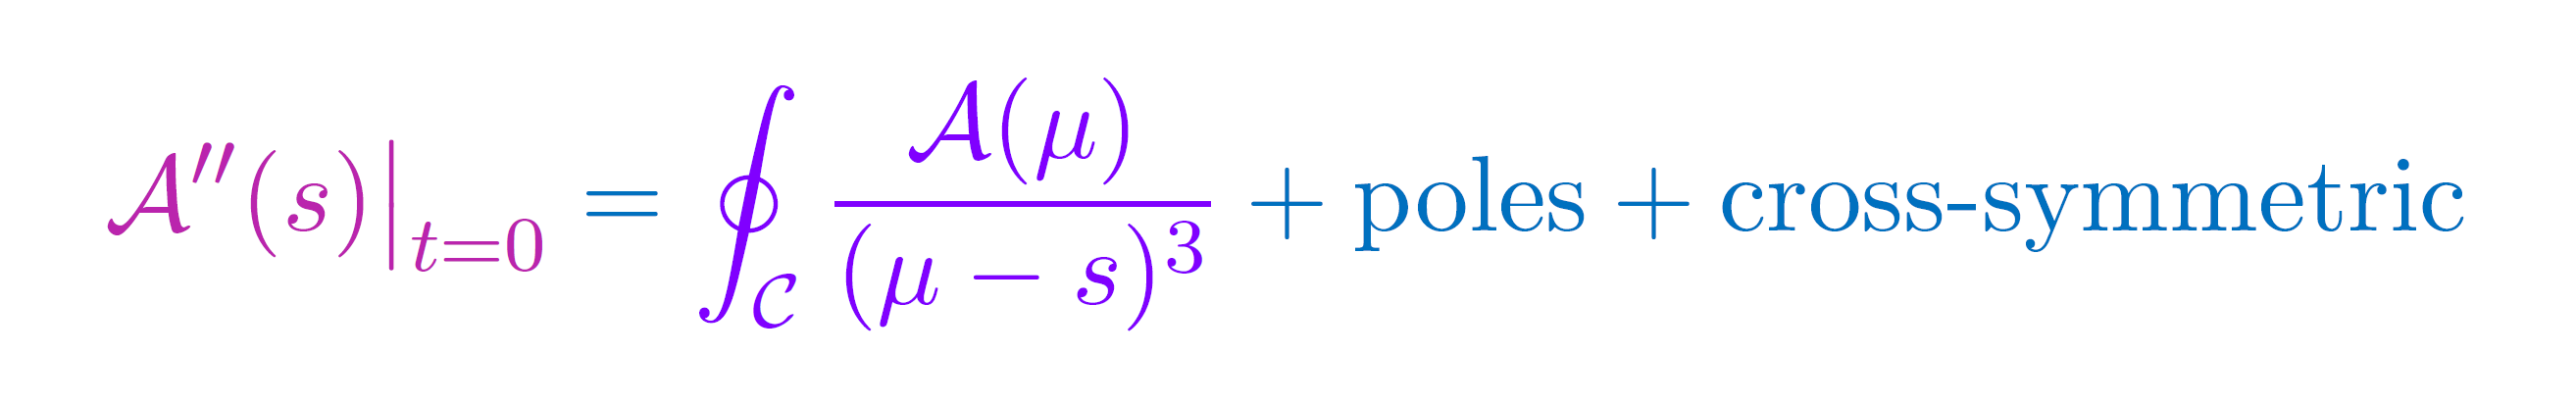 𝒜″(s)|ₜ₌₀ = ∮_𝒞 𝒜(μ)/(μ − s)³ + poles + cross-symmetric